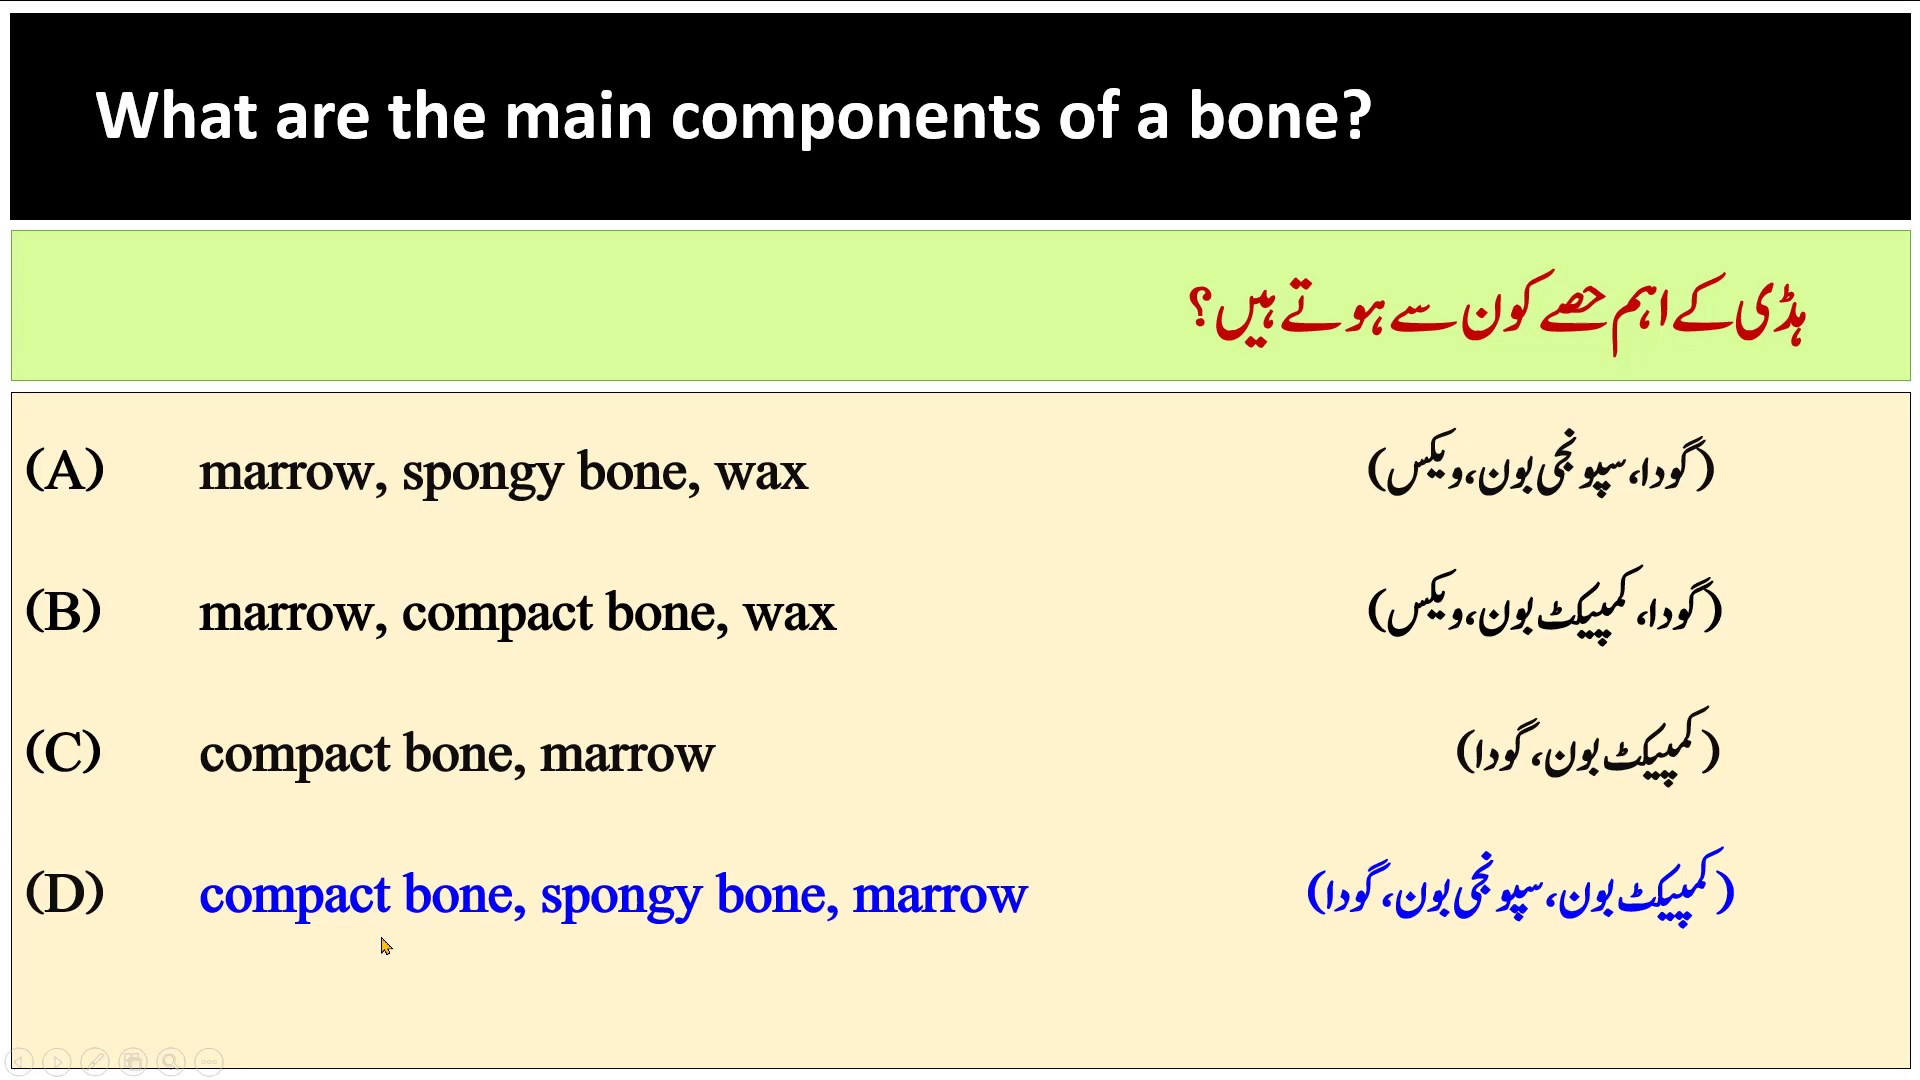 What are the main components of a bone?
ہڈی کے اہم حصے کون سے ہوتے ہیں؟
(A) marrow, spongy bone, wax (گودا، سپونجی بون، ویکس)
(B) marrow, compact bone, wax (گودا، کمپیکٹ بون، ویکس)
(C) compact bone, marrow (کمپیکٹ بون، گودا)
(D) compact bone, spongy bone, marrow (کمپیکٹ بون، سپونجی بون، گودا)